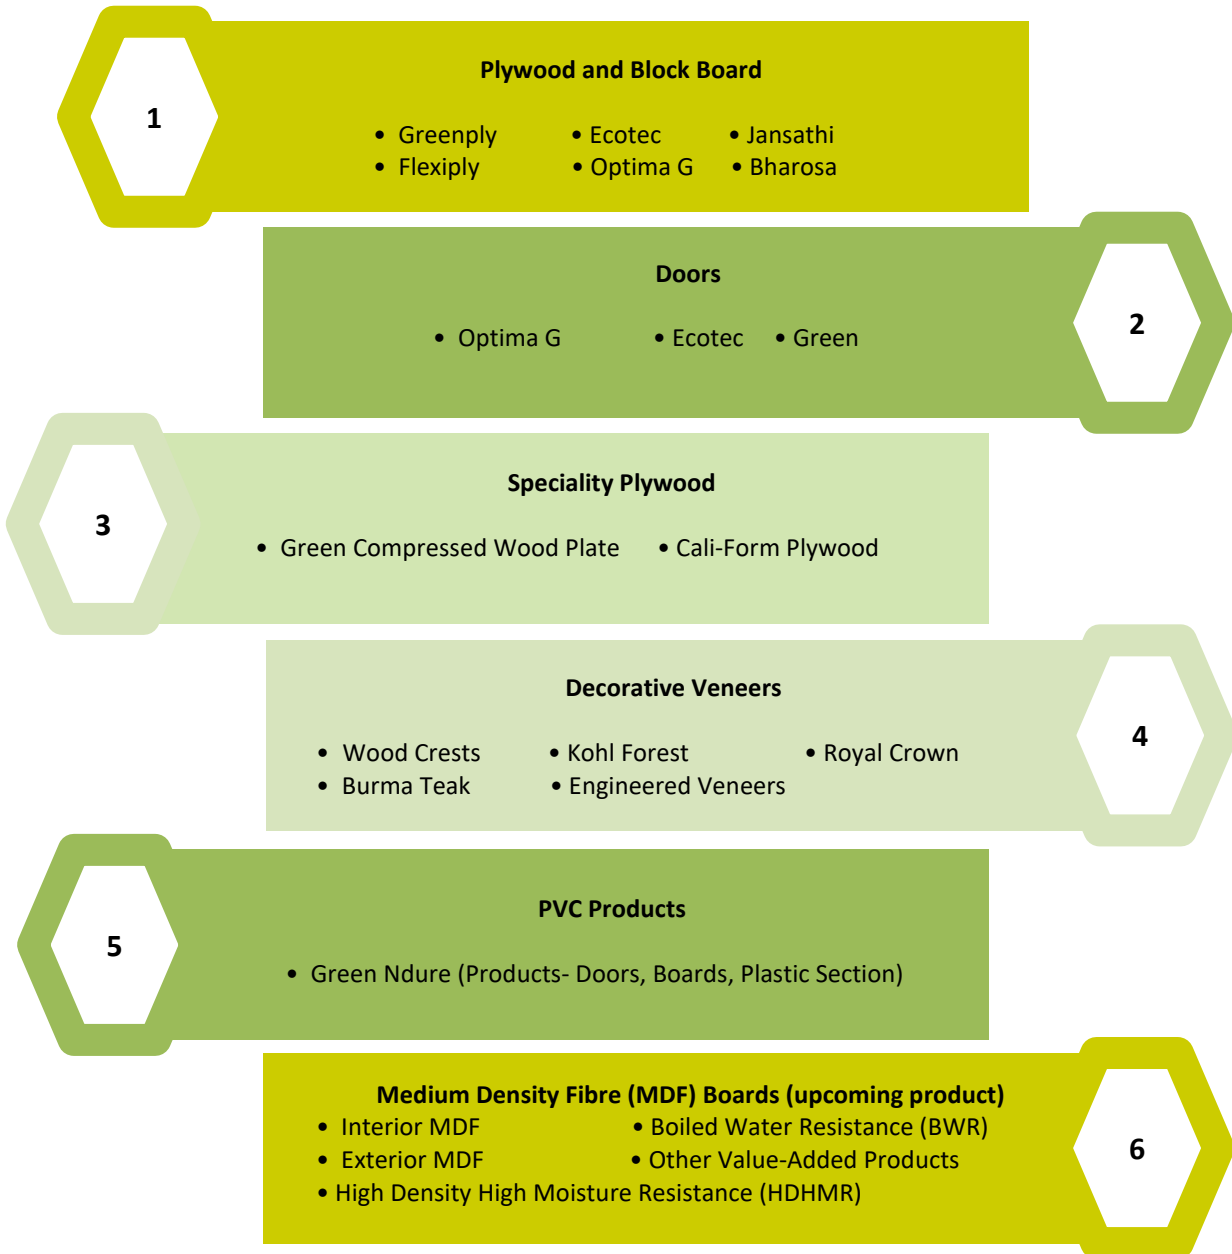 1
Plywood and Block Board
• Greenply • Ecotec • Jansathi
• Flexiply • Optima G • Bharosa
2
Doors
• Optima G • Ecotec • Green
3
Speciality Plywood
• Green Compressed Wood Plate • Cali-Form Plywood
4
Decorative Veneers
• Wood Crests • Kohl Forest • Royal Crown
• Burma Teak • Engineered Veneers
5
PVC Products
• Green Ndure (Products- Doors, Boards, Plastic Section)
6
Medium Density Fibre (MDF) Boards (upcoming product)
• Interior MDF • Boiled Water Resistance (BWR)
• Exterior MDF • Other Value-Added Products
• High Density High Moisture Resistance (HDHMR)